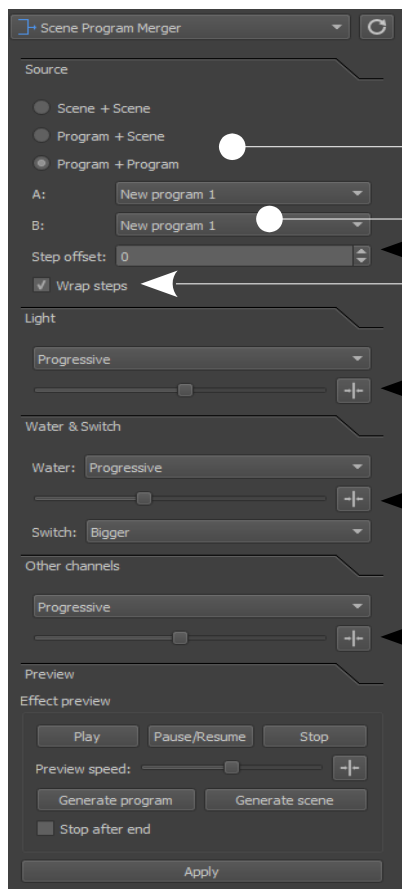 Scene Program Merger
Source
Scene + Scene
Program + Scene
Program + Program
A: New program 1
B: New program 1
Step offset: 0
Wrap steps
Light
Progressive
Water & Switch
Water: Progressive
Switch: Bigger
Other channels
Progressive
Preview
Effect preview
Play Pause/Resume Stop
Preview speed:
Generate program Generate scene
Stop after end
Apply